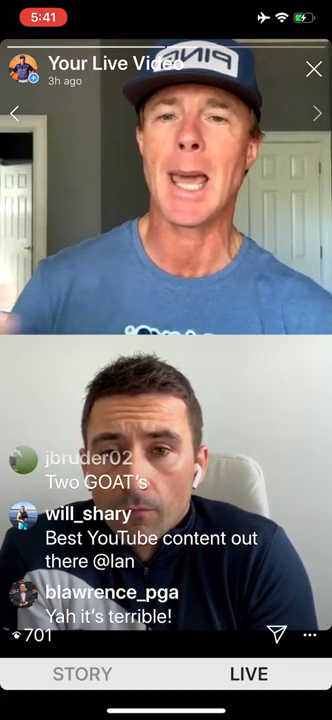 5:41
Your Live Video
3h ago
PING
jbruder02
Two GOAT's
will_shary
Best YouTube content out
there @Ian
blawrence_pga
Yah it's terrible!
701
STORY
LIVE